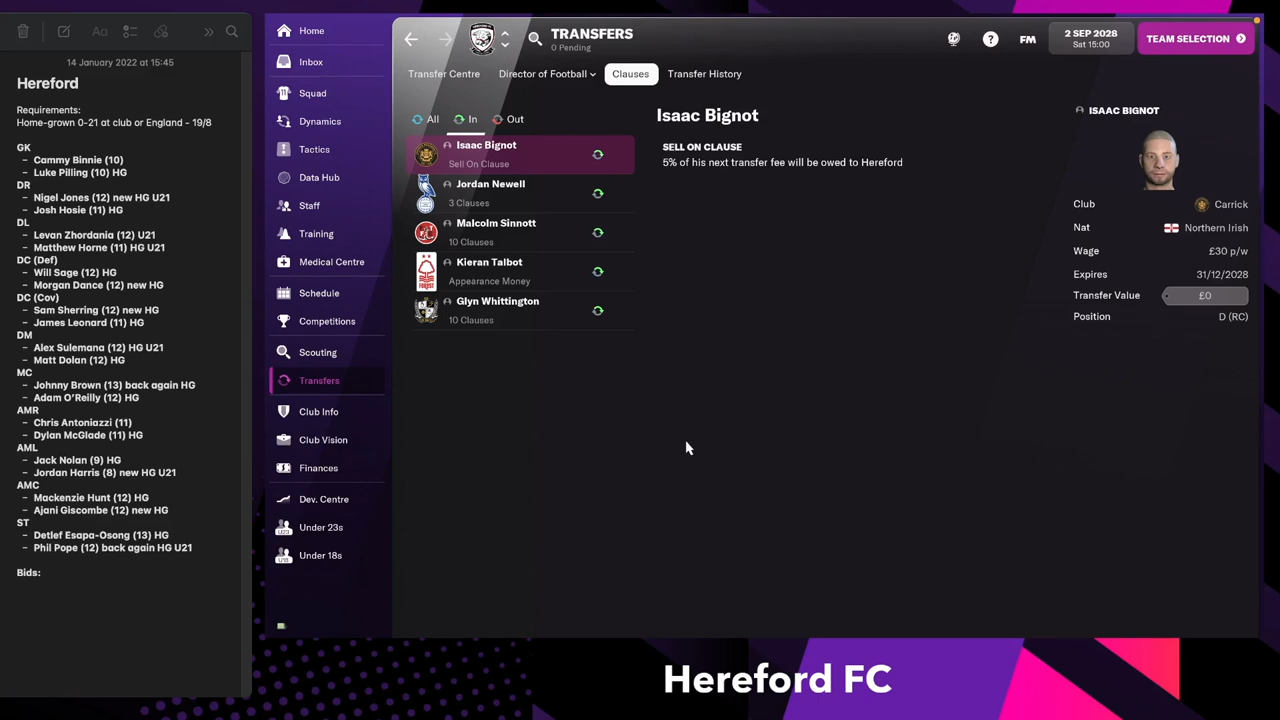 14 January 2022 at 15:45
Hereford
Requirements:
Home-grown 0-21 at club or England - 19/8
GK
– Cammy Binnie (10)
– Luke Pilling (10) HG
DR
– Nigel Jones (12) new HG U21
– Josh Hosie (11) HG
DL
– Levan Zhordania (12) U21
– Matthew Horne (11) HG U21
DC (Def)
– Will Sage (12) HG
– Morgan Dance (12) new HG
DC (Cov)
– Sam Sherring (12) new HG
– James Leonard (11) HG
DM
– Alex Sulemana (12) HG U21
– Matt Dolan (12) HG
MC
– Johnny Brown (13) back again HG
– Adam O'Reilly (12) HG
AMR
– Chris Antoniazzi (11)
– Dylan McGlade (11) HG
AML
– Jack Nolan (9) HG
– Jordan Harris (8) new HG U21
AMC
– Mackenzie Hunt (12) HG
– Ajani Giscombe (12) new HG
ST
– Detlef Esapa-Osong (13) HG
– Phil Pope (12) back again HG U21
Bids:
Home
Inbox
Squad
Dynamics
Tactics
Data Hub
Staff
Training
Medical Centre
Schedule
Competitions
Scouting
Transfers
Club Info
Club Vision
Finances
Dev. Centre
Under 23s
Under 18s
TRANSFERS
0 Pending
FM
2 SEP 2028
Sat 15:00
TEAM SELECTION
Transfer Centre
Director of Football
Clauses
Transfer History
All
In
Out
Isaac Bignot
Sell On Clause
Jordan Newell
3 Clauses
Malcolm Sinnott
10 Clauses
Kieran Talbot
Appearance Money
Glyn Whittington
10 Clauses
Isaac Bignot
SELL ON CLAUSE
5% of his next transfer fee will be owed to Hereford
ISAAC BIGNOT
Club Carrick
Nat Northern Irish
Wage £30 p/w
Expires 31/12/2028
Transfer Value £0
Position D (RC)
Hereford FC